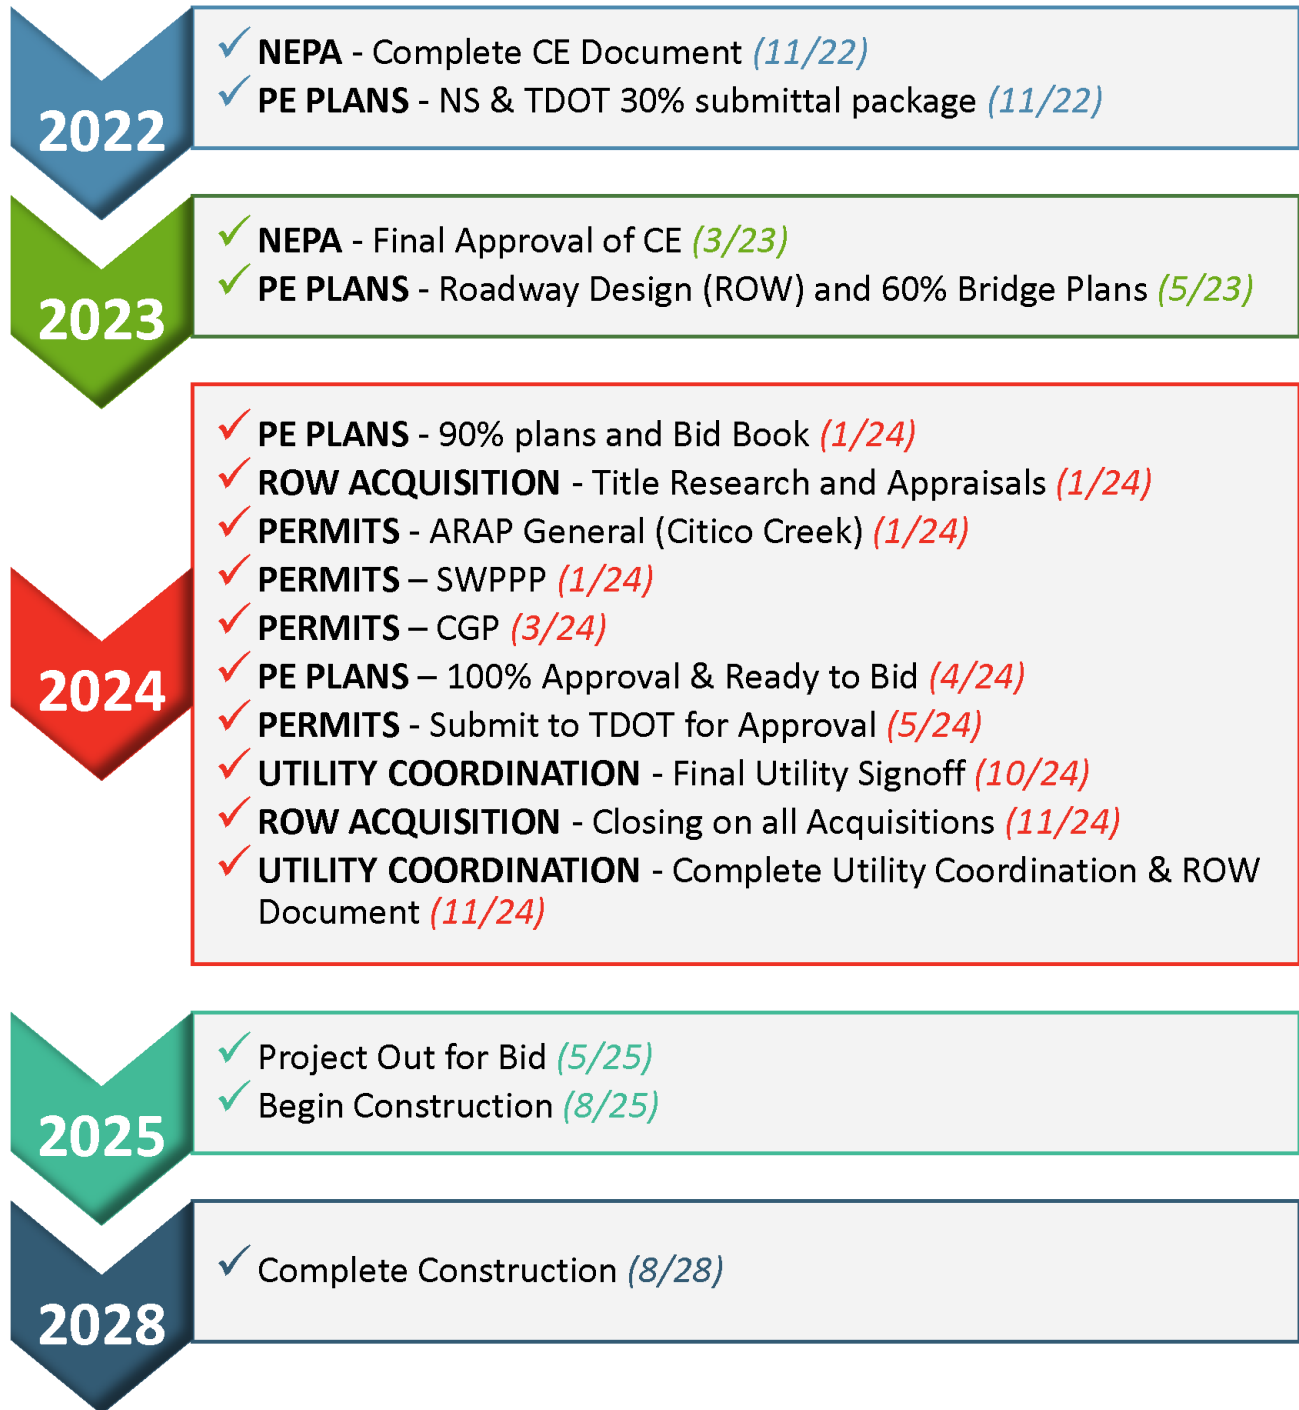 2022
NEPA - Complete CE Document (11/22)
PE PLANS - NS & TDOT 30% submittal package (11/22)
2023
NEPA - Final Approval of CE (3/23)
PE PLANS - Roadway Design (ROW) and 60% Bridge Plans (5/23)
2024
PE PLANS - 90% plans and Bid Book (1/24)
ROW ACQUISITION - Title Research and Appraisals (1/24)
PERMITS - ARAP General (Citico Creek) (1/24)
PERMITS – SWPPP (1/24)
PERMITS – CGP (3/24)
PE PLANS – 100% Approval & Ready to Bid (4/24)
PERMITS - Submit to TDOT for Approval (5/24)
UTILITY COORDINATION - Final Utility Signoff (10/24)
ROW ACQUISITION - Closing on all Acquisitions (11/24)
UTILITY COORDINATION - Complete Utility Coordination & ROW
Document (11/24)
2025
Project Out for Bid (5/25)
Begin Construction (8/25)
2028
Complete Construction (8/28)